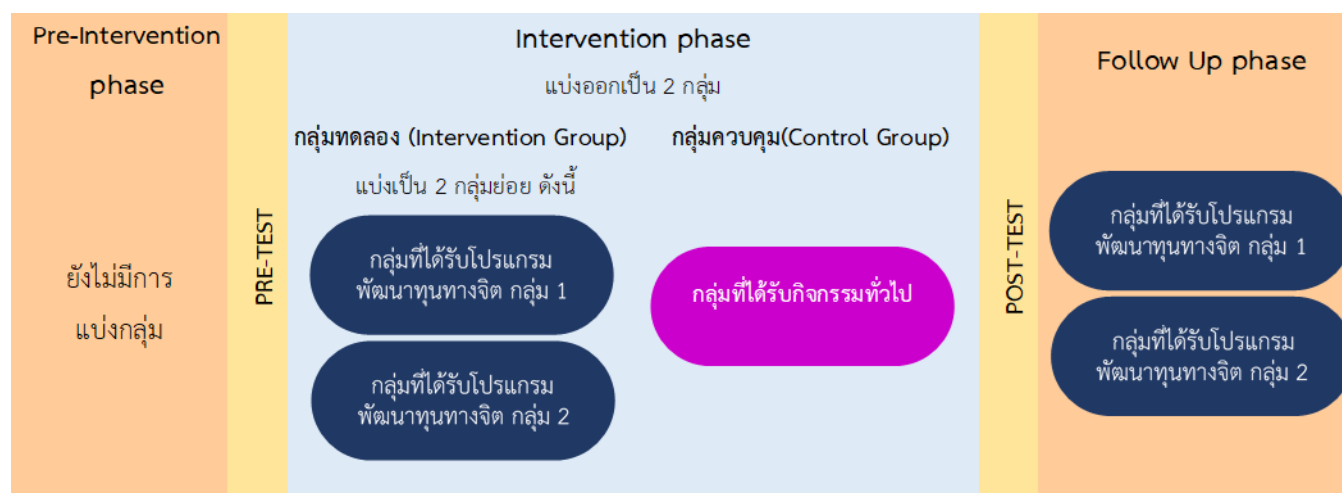 Pre-Intervention
phase
ยังไม่มีการ
แบ่งกลุ่ม
PRE-TEST
Intervention phase
แบ่งออกเป็น 2 กลุ่ม
กลุ่มทดลอง (Intervention Group)
แบ่งเป็น 2 กลุ่มย่อย ดังนี้
กลุ่มที่ได้รับโปรแกรม
พัฒนาทุนทางจิต กลุ่ม 1
กลุ่มที่ได้รับโปรแกรม
พัฒนาทุนทางจิต กลุ่ม 2
กลุ่มควบคุม(Control Group)
กลุ่มที่ได้รับกิจกรรมทั่วไป
POST-TEST
Follow Up phase
กลุ่มที่ได้รับโปรแกรม
พัฒนาทุนทางจิต กลุ่ม 1
กลุ่มที่ได้รับโปรแกรม
พัฒนาทุนทางจิต กลุ่ม 2